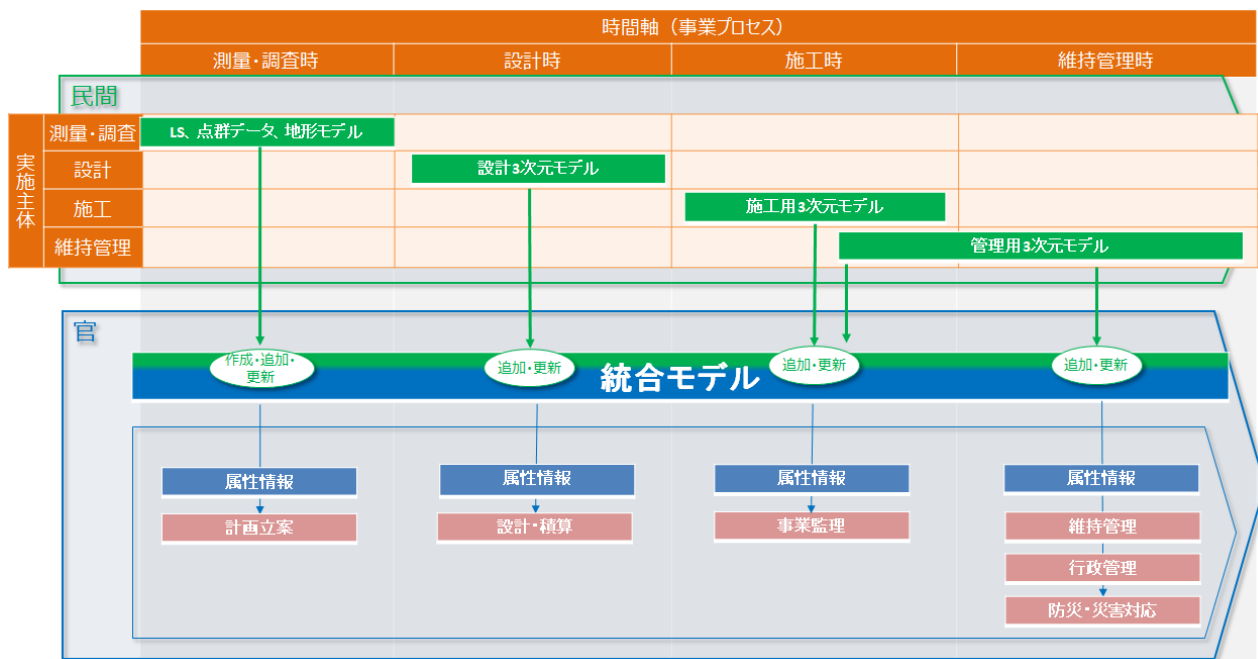 時間軸（事業プロセス）
測量・調査時
設計時
施工時
維持管理時
民間
実施主体
測量・調査
LS、点群データ、地形モデル
設計
設計3次元モデル
施工
施工用3次元モデル
維持管理
管理用3次元モデル
官
作成・追加・
更新
追加・更新
追加・更新
追加・更新
統合モデル
属性情報
属性情報
属性情報
属性情報
計画立案
設計・積算
事業監理
維持管理
行政管理
防災・災害対応